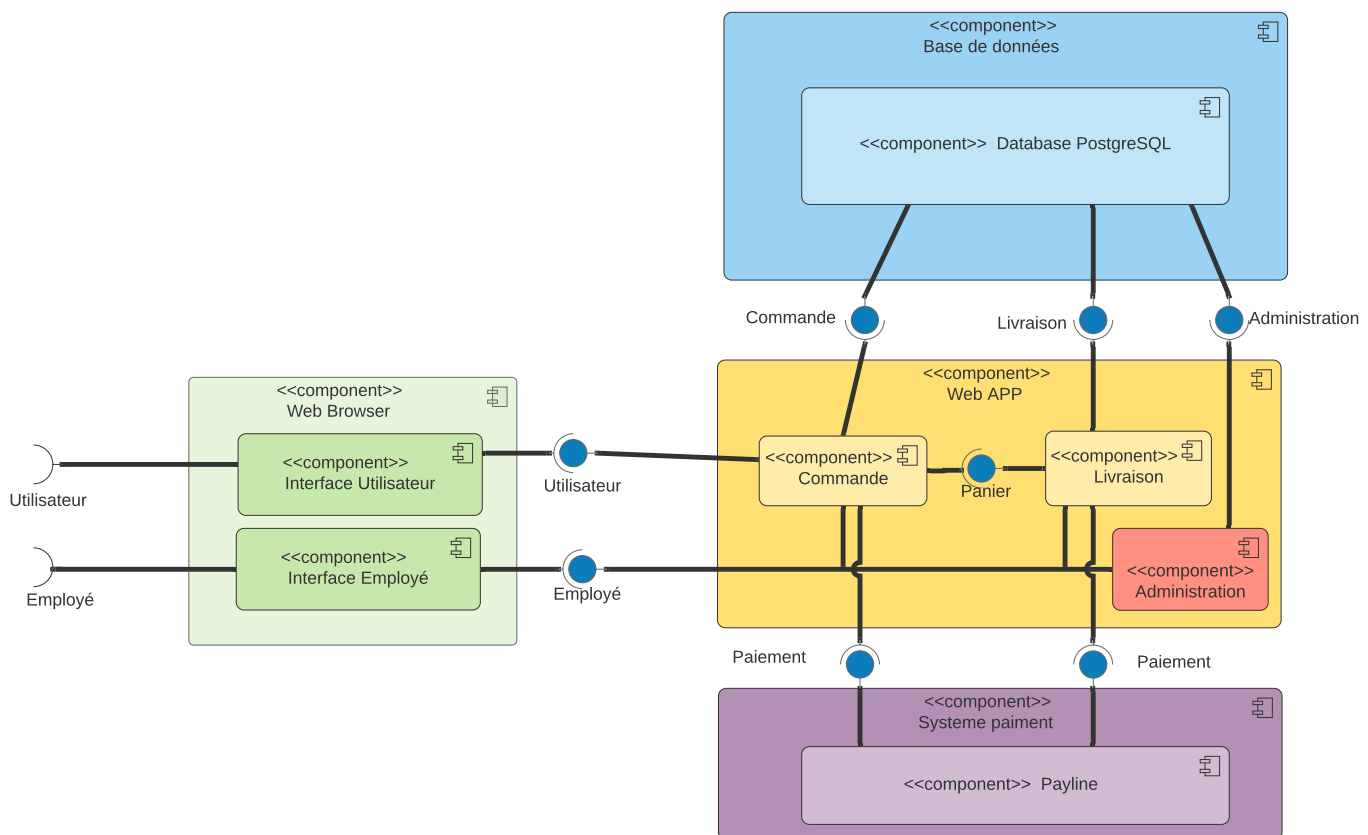 <<component>>
Base de données
<<component>>  Database PostgreSQL
Commande
Livraison
Administration
<<component>>
Web APP
<<component>>
Web Browser
<<component>>
Interface Utilisateur
Utilisateur
Utilisateur
<<component>>
Commande
Panier
<<component>>
Livraison
<<component>>
Interface Employé
Employé
Employé
<<component>>
Administration
Paiement
Paiement
<<component>>
Systeme paiment
<<component>>  Payline